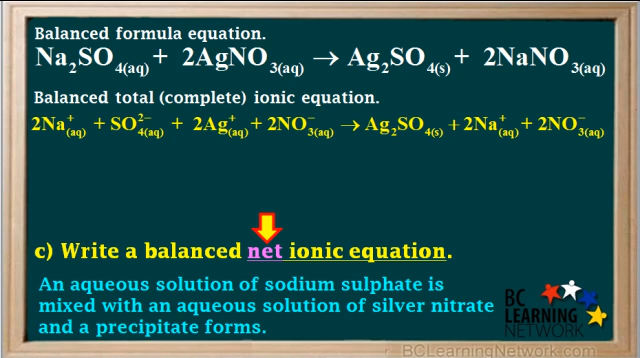 Balanced formula equation.
Na₂SO₄(aq) + 2AgNO₃(aq) → Ag₂SO₄(s) + 2NaNO₃(aq)
Balanced total (complete) ionic equation.
2Na⁺(aq) + SO₄²⁻(aq) + 2Ag⁺(aq) + 2NO₃⁻(aq) → Ag₂SO₄(s) + 2Na⁺(aq) + 2NO₃⁻(aq)
c) Write a balanced net ionic equation.
An aqueous solution of sodium sulphate is
mixed with an aqueous solution of silver nitrate
and a precipitate forms.
BC
LEARNING
NETWORK
BCLearningNetwork.com